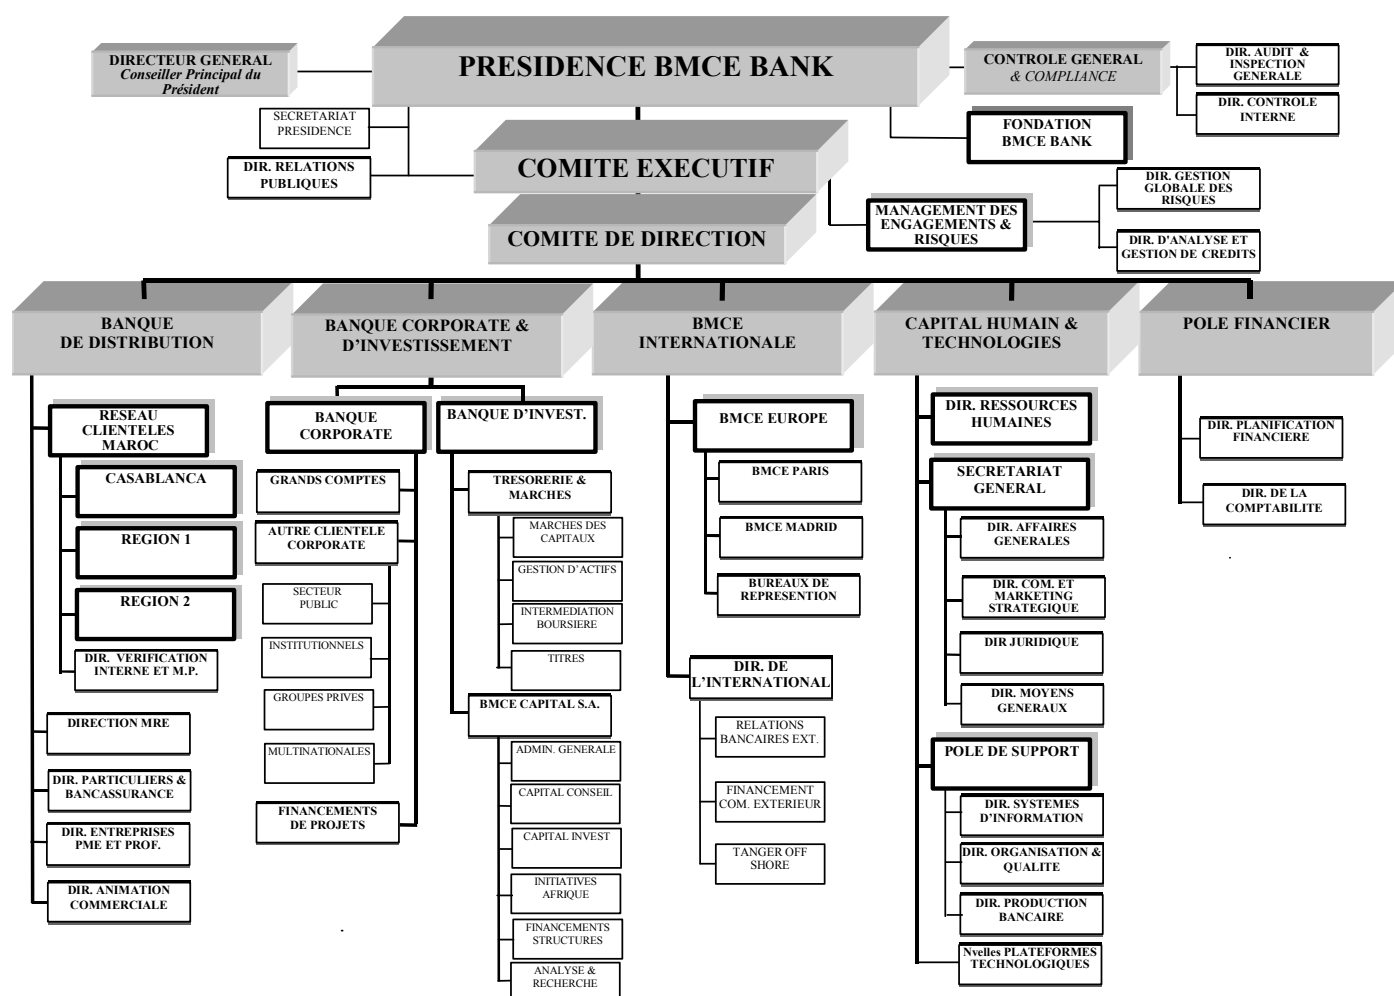 DIRECTEUR GENERAL
Conseiller Principal du
Président
PRESIDENCE BMCE BANK
CONTROLE GENERAL
& COMPLIANCE
DIR. AUDIT &
INSPECTION
GENERALE
DIR. CONTROLE
INTERNE
SECRETARIAT
PRESIDENCE
FONDATION
BMCE BANK
DIR. RELATIONS
PUBLIQUES
COMITE EXECUTIF
DIR. GESTION
GLOBALE DES
RISQUES
MANAGEMENT DES
ENGAGEMENTS &
RISQUES
COMITE DE DIRECTION
DIR. D'ANALYSE ET
GESTION DE CREDITS
BANQUE
DE DISTRIBUTION
BANQUE CORPORATE &
D'INVESTISSEMENT
BMCE
INTERNATIONALE
CAPITAL HUMAIN &
TECHNOLOGIES
POLE FINANCIER
RESEAU
CLIENTELES
MAROC
CASABLANCA
REGION 1
REGION 2
DIR. VERIFICATION
INTERNE ET M.P.
DIRECTION MRE
DIR. PARTICULIERS &
BANCASSURANCE
DIR. ENTREPRISES
PME ET PROF.
DIR. ANIMATION
COMMERCIALE
BANQUE
CORPORATE
GRANDS COMPTES
AUTRE CLIENTELE
CORPORATE
SECTEUR
PUBLIC
INSTITUTIONNELS
GROUPES PRIVES
MULTINATIONALES
FINANCEMENTS
DE PROJETS
BANQUE D'INVEST.
TRESORERIE &
MARCHES
MARCHES DES
CAPITAUX
GESTION D'ACTIFS
INTERMEDIATION
BOURSIERE
TITRES
BMCE CAPITAL S.A.
ADMIN. GENERALE
CAPITAL CONSEIL
CAPITAL INVEST
INITIATIVES
AFRIQUE
FINANCEMENTS
STRUCTURES
ANALYSE &
RECHERCHE
BMCE EUROPE
BMCE PARIS
BMCE MADRID
BUREAUX DE
REPRESENTION
DIR. DE
L'INTERNATIONAL
RELATIONS
BANCAIRES EXT.
FINANCEMENT
COM. EXTERIEUR
TANGER OFF
SHORE
DIR. RESSOURCES
HUMAINES
SECRETARIAT
GENERAL
DIR. AFFAIRES
GENERALES
DIR. COM. ET
MARKETING
STRATEGIQUE
DIR JURIDIQUE
DIR. MOYENS
GENERAUX
POLE DE SUPPORT
DIR. SYSTEMES
D'INFORMATION
DIR. ORGANISATION &
QUALITE
DIR. PRODUCTION
BANCAIRE
Nvelles PLATEFORMES
TECHNOLOGIQUES
DIR. PLANIFICATION
FINANCIERE
DIR. DE LA
COMPTABILITE